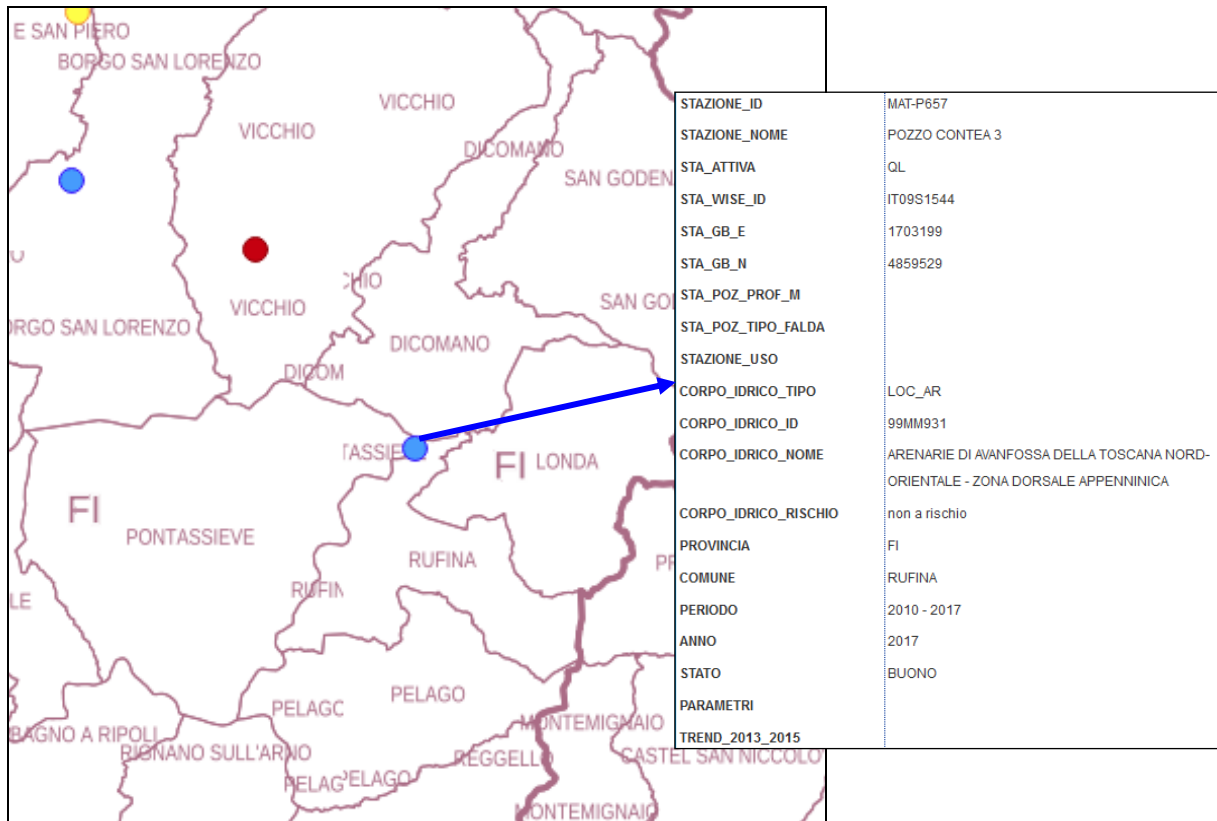 E SAN PIERO
BORGO SAN LORENZO
VICCHIO
VICCHIO
DICOMANO
SAN GODEN
VICCHIO
SAN GO
ORGO SAN LORENZO
DICOMANO
DICOM
TASSIE
FI
LONDA
FI
PONTASSIEVE
RUFINA
RUFIN
LE
PELAGO
PELAGO
MONTEMIGNAIO
BAGNO A RIPOLI
RIGNANO SULL'ARNO
REGGELLO
CASTEL SAN NICCOLO'
PELAG
PELAGO
MONTEMIGNAIO
STAZIONE_ID MAT-P657
STAZIONE_NOME POZZO CONTEA 3
STA_ATTIVA QL
STA_WISE_ID IT09S1544
STA_GB_E 1703199
STA_GB_N 4859529
STA_POZ_PROF_M
STA_POZ_TIPO_FALDA
STAZIONE_USO
CORPO_IDRICO_TIPO LOC_AR
CORPO_IDRICO_ID 99MM931
CORPO_IDRICO_NOME ARENARIE DI AVANFOSSA DELLA TOSCANA NORD-
ORIENTALE - ZONA DORSALE APPENNINICA
CORPO_IDRICO_RISCHIO non a rischio
PROVINCIA FI
COMUNE RUFINA
PERIODO 2010 - 2017
ANNO 2017
STATO BUONO
PARAMETRI
TREND_2013_2015